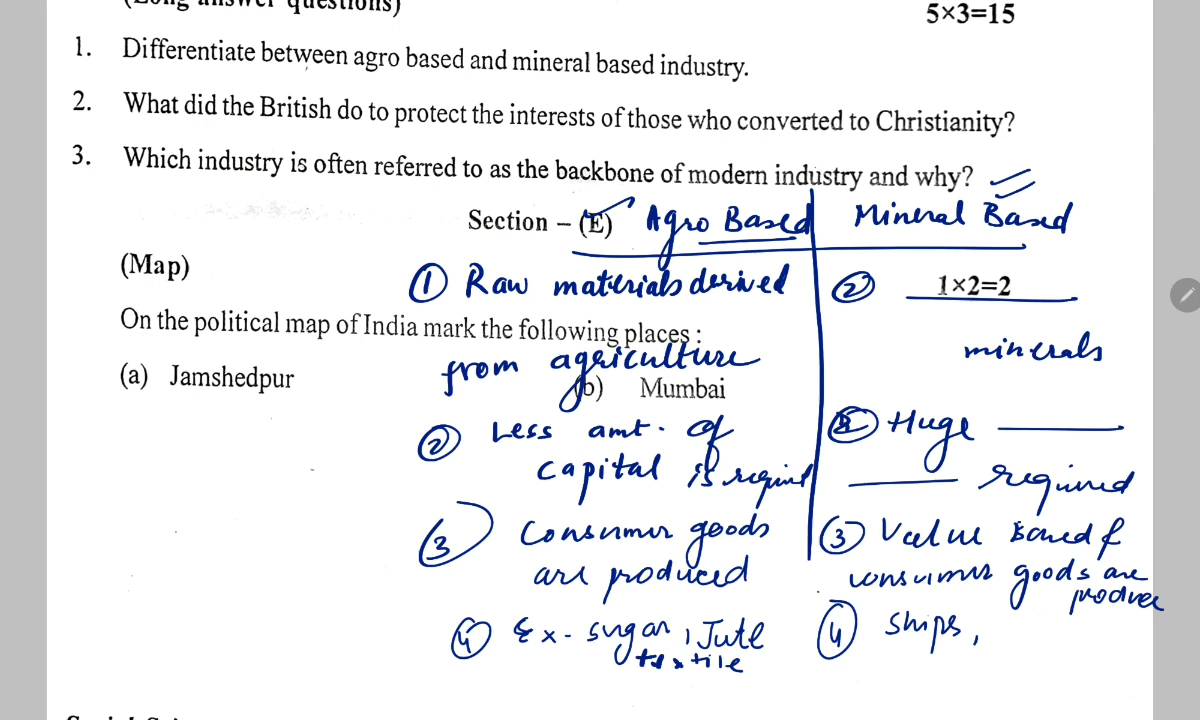 (Long answer questions) 5×3=15
1. Differentiate between agro based and mineral based industry.
2. What did the British do to protect the interests of those who converted to Christianity?
3. Which industry is often referred to as the backbone of modern industry and why?
Section – (E) Agro Based Mineral Based
(Map) ① Raw materials derived ② 1×2=2
On the political map of India mark the following places :
from agriculture minerals
(a) Jamshedpur (b) Mumbai
② Less amt. of Huge
capital is required
③ Consumer goods ③ Value Based &
are produced consumer goods are
④ Ex - sugar, Jute ④ Ships,
textile